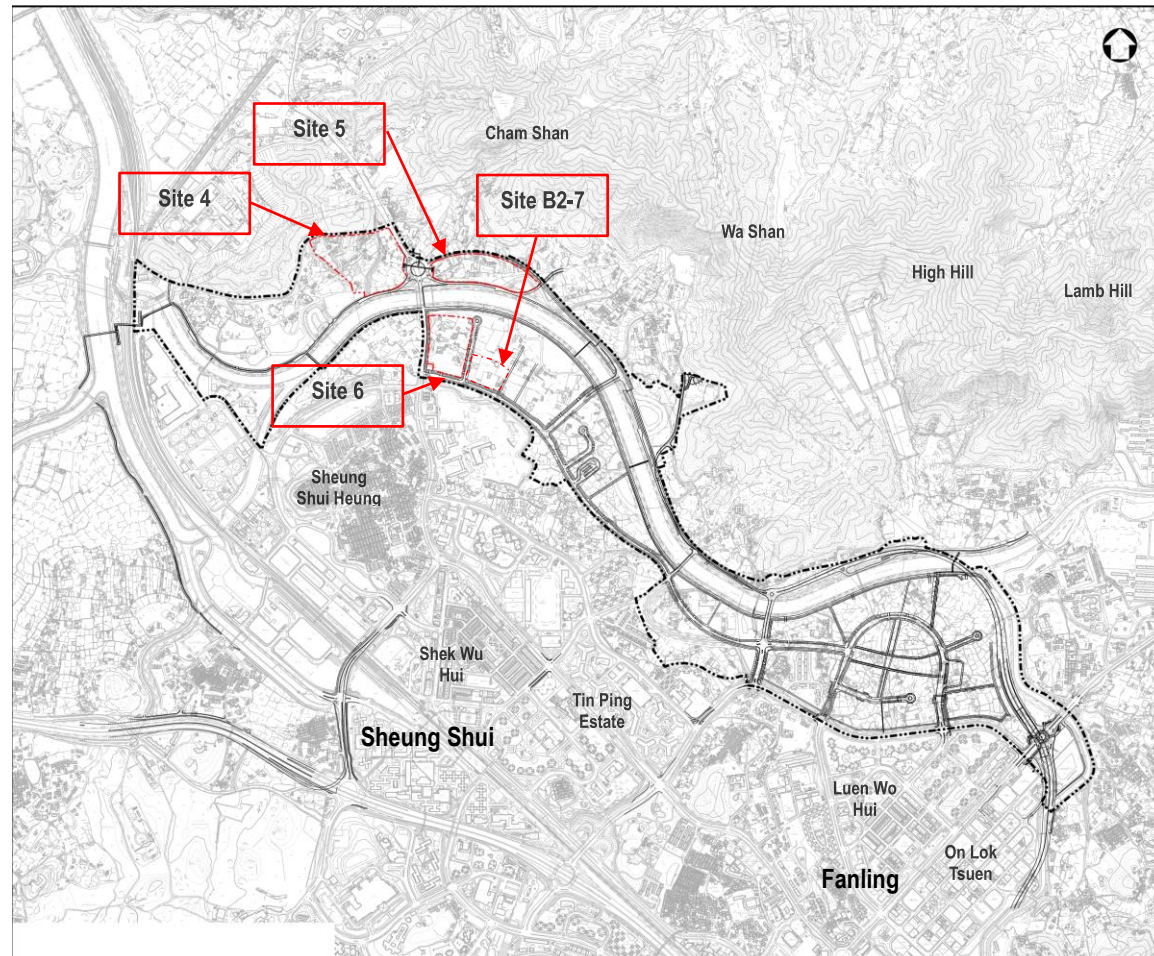 Site 5
Cham Shan
Site 4
Site B2-7
Wa Shan
High Hill
Lamb Hill
Site 6
Sheung
Shui Heung
Shek Wu
Hui
Tin Ping
Estate
Sheung Shui
Luen Wo
Hui
On Lok
Tsuen
Fanling